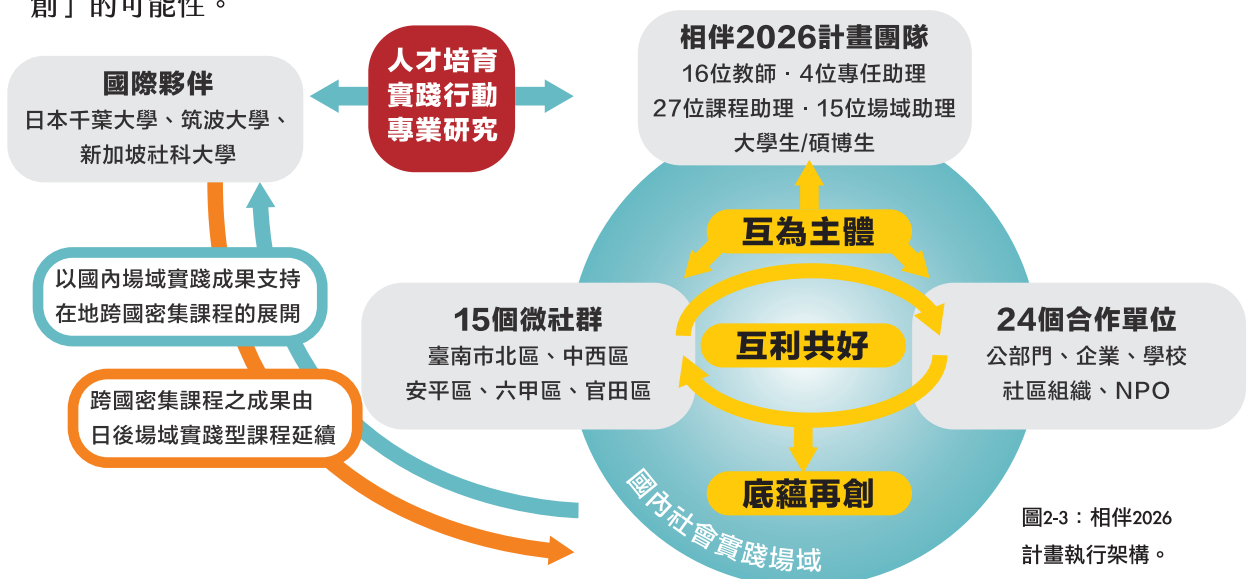 創」的可能性。
國際夥伴
日本千葉大學、筑波大學、
新加坡社科大學
人才培育
實踐行動
專業研究
相伴2026計畫團隊
16位教師．4位專任助理
27位課程助理．15位場域助理
大學生/碩博生
互為主體
以國內場域實踐成果支持
在地跨國密集課程的展開
15個微社群
臺南市北區、中西區
安平區、六甲區、官田區
互利共好
24個合作單位
公部門、企業、學校
社區組織、NPO
跨國密集課程之成果由
日後場域實踐型課程延續
底蘊再創
國內社會實踐場域
圖2-3：相伴2026
計畫執行架構。